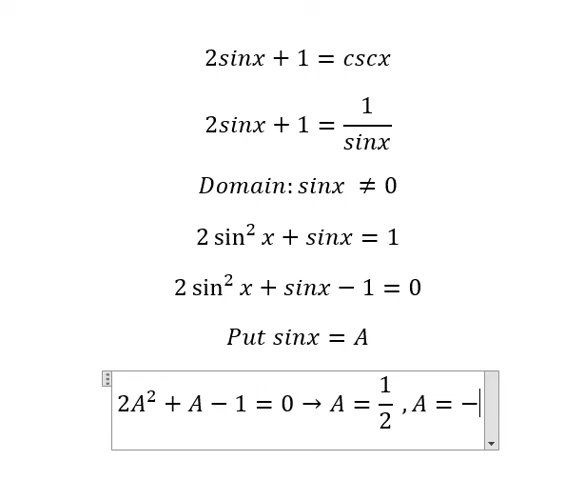 2sinx + 1 = cscx
2sinx + 1 = 1/sinx
Domain: sinx ≠ 0
2 sin² x + sinx = 1
2 sin² x + sinx − 1 = 0
Put sinx = A
2A² + A − 1 = 0 → A = 1/2 , A = −